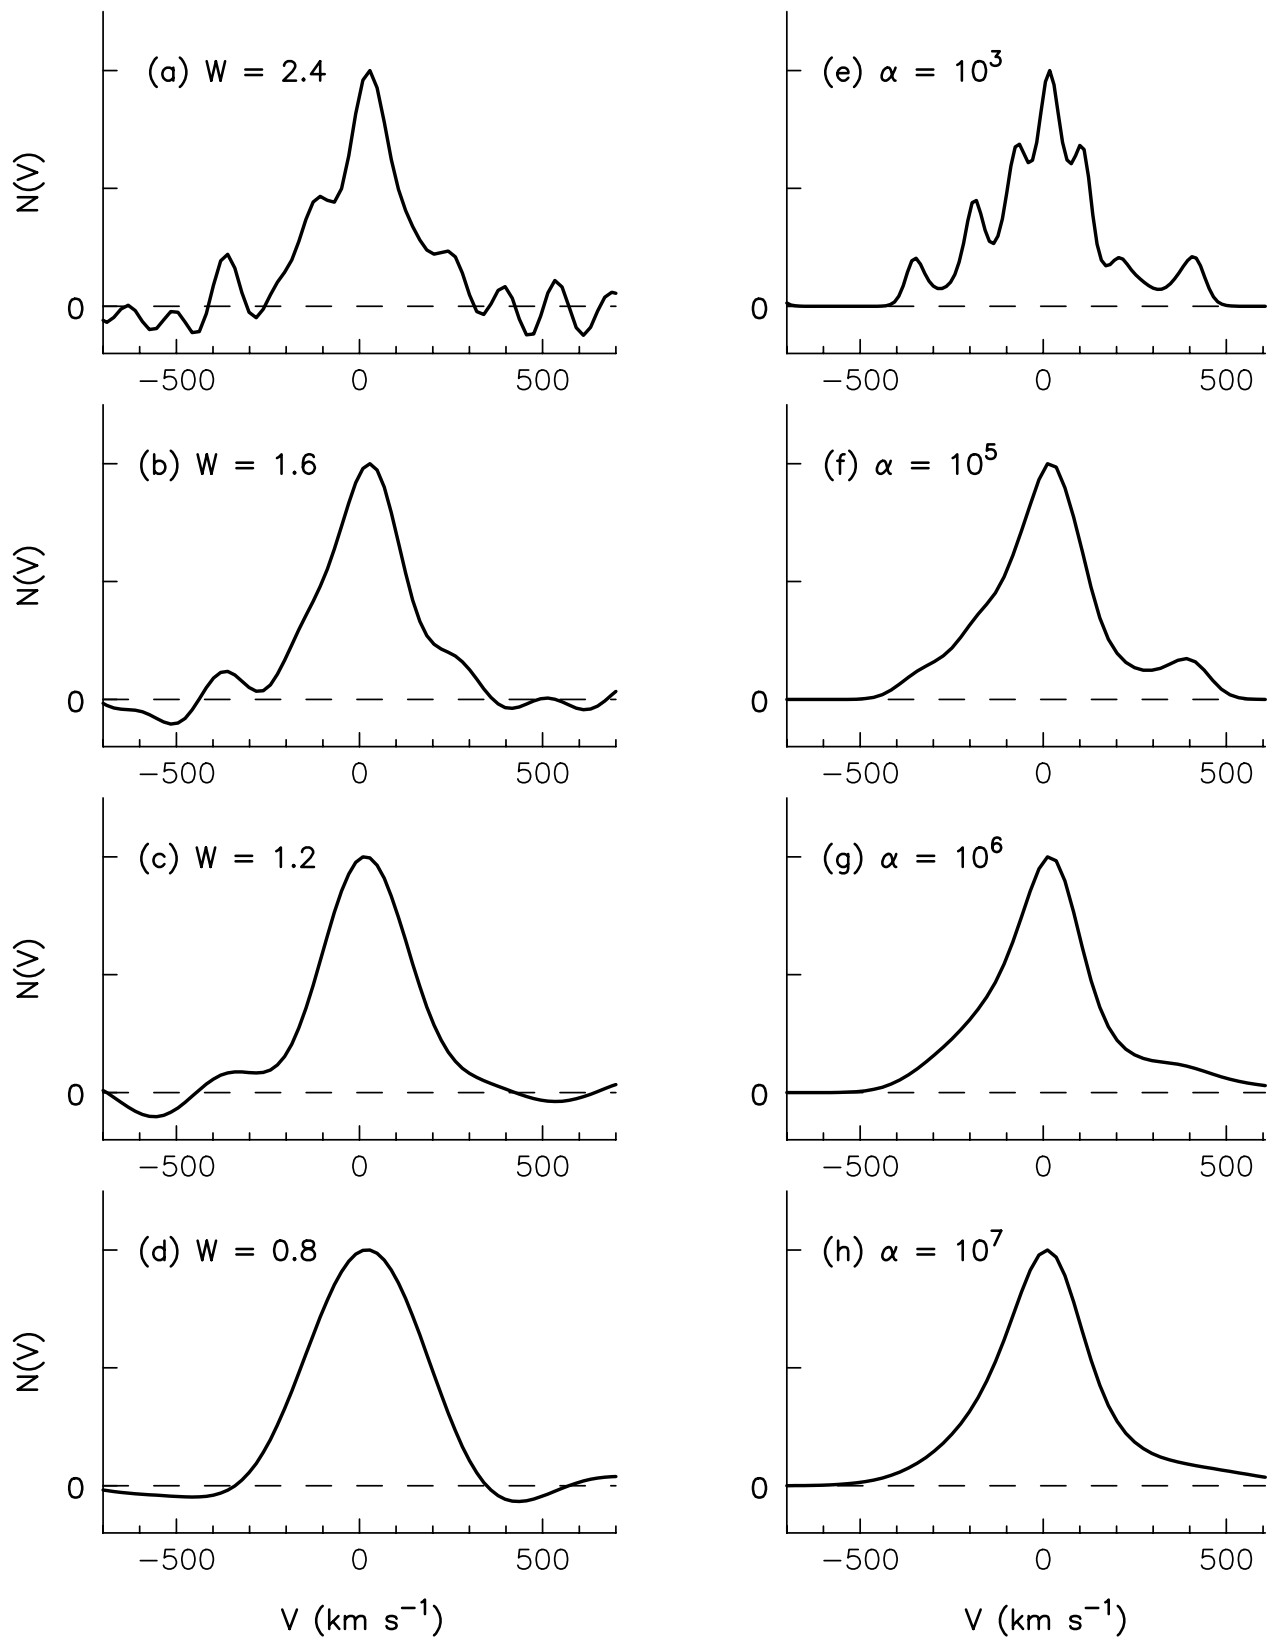 (a) W = 2.4
(e) α = 10³
N(V)
0
0
−500 0 500
−500 0 500
(b) W = 1.6
(f) α = 10⁵
N(V)
0
0
−500 0 500
−500 0 500
(c) W = 1.2
(g) α = 10⁶
N(V)
0
0
−500 0 500
−500 0 500
(d) W = 0.8
(h) α = 10⁷
N(V)
0
0
−500 0 500
−500 0 500
V (km s⁻¹)
V (km s⁻¹)